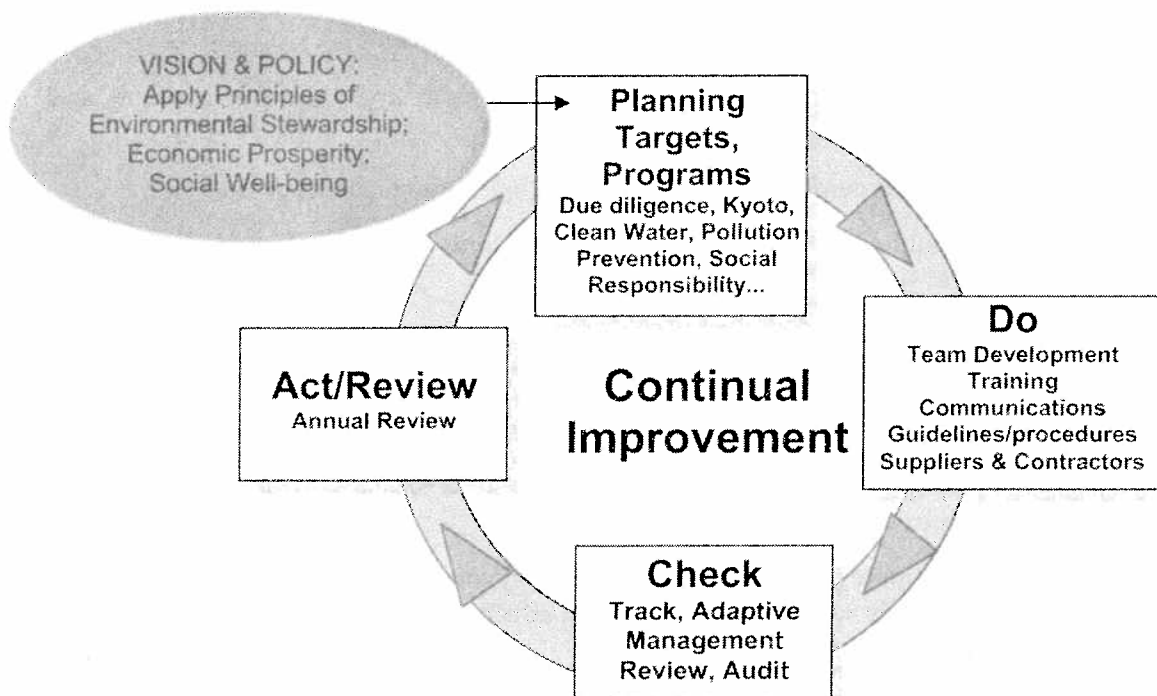 VISION & POLICY:
Apply Principles of
Environmental Stewardship;
Economic Prosperity;
Social Well-being
Planning
Targets,
Programs
Due diligence, Kyoto,
Clean Water, Pollution
Prevention, Social
Responsibility...
Do
Team Development
Training
Communications
Guidelines/procedures
Suppliers & Contractors
Check
Track, Adaptive
Management
Review, Audit
Act/Review
Annual Review
Continual
Improvement